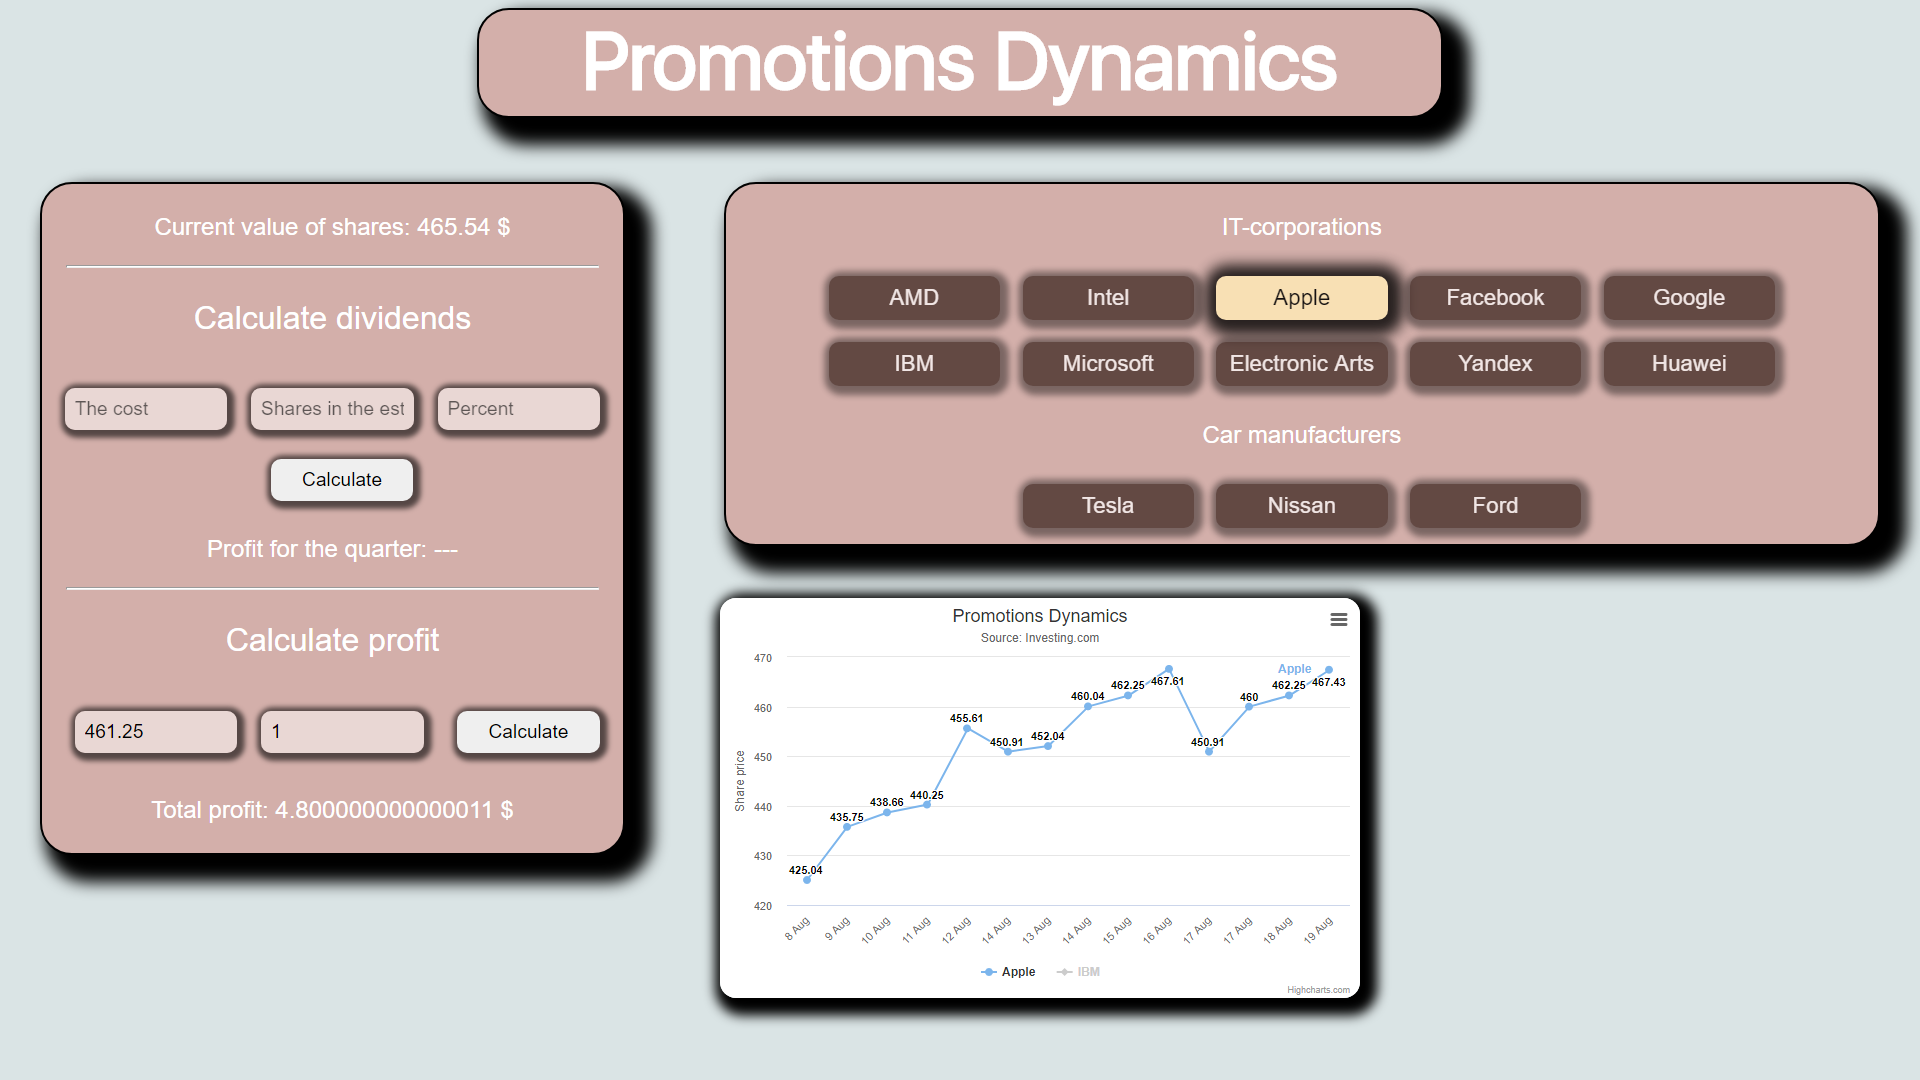 Promotions Dynamics
Current value of shares: 465.54 $
Calculate dividends
The cost
Shares in the est
Percent
Calculate
Profit for the quarter: ---
Calculate profit
461.25
1
Calculate
Total profit: 4.800000000000011 $
IT-corporations
AMD
Intel
Apple
Facebook
Google
IBM
Microsoft
Electronic Arts
Yandex
Huawei
Car manufacturers
Tesla
Nissan
Ford
Promotions Dynamics
Source: Investing.com
Share price
470
460
450
440
430
420
425.04
435.75
438.66
440.25
455.61
450.91
452.04
460.04
462.25
467.61
450.91
460
462.25
467.43
Apple
8 Aug
9 Aug
10 Aug
11 Aug
12 Aug
14 Aug
13 Aug
14 Aug
15 Aug
16 Aug
17 Aug
17 Aug
18 Aug
19 Aug
Apple
IBM
Highcharts.com